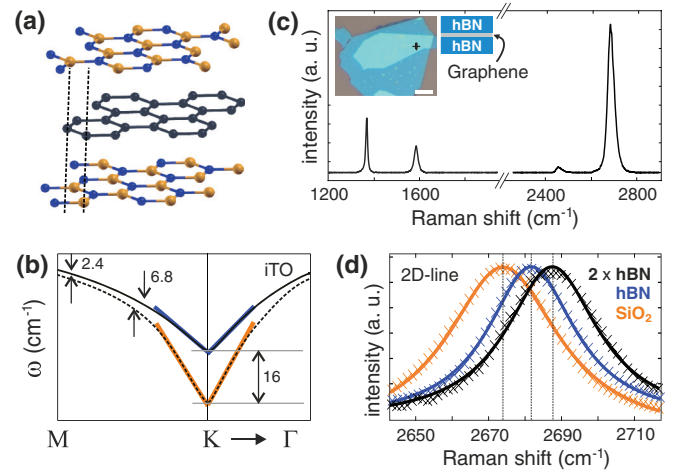 (a)
(b)
2.4
6.8
iTO
16
ω (cm⁻¹)
M
K
Γ
(c)
hBN
hBN
Graphene
intensity (a. u.)
1200 1600 2400 2800
Raman shift (cm⁻¹)
(d)
2D-line
2 x hBN
hBN
SiO₂
intensity (a. u.)
2650 2670 2690 2710
Raman shift (cm⁻¹)